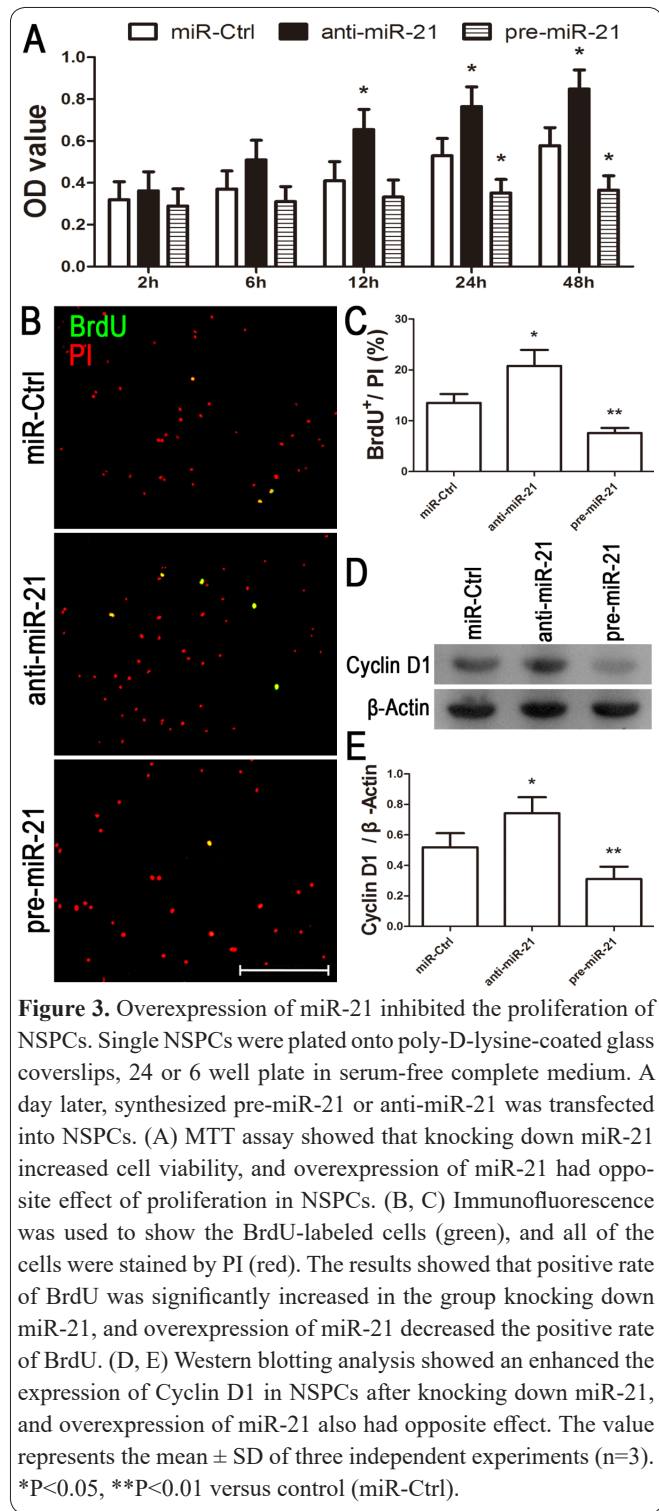 A
miR-Ctrl anti-miR-21 pre-miR-21
OD value
1.0
0.8
0.6
0.4
0.2
0.0
* * *
* *
2h 6h 12h 24h 48h
B
BrdU
PI
miR-Ctrl
anti-miR-21
pre-miR-21
C
BrdU⁺/ PI (%)
30
20
10
0
*
**
miR-Ctrl anti-miR-21 pre-miR-21
D
miR-Ctrl anti-miR-21 pre-miR-21
Cyclin D1
β-Actin
E
Cyclin D1 / β -Actin
1.0
0.8
0.6
0.4
0.2
0.0
*
**
miR-Ctrl anti-miR-21 pre-miR-21
Figure 3. Overexpression of miR-21 inhibited the proliferation of
NSPCs. Single NSPCs were plated onto poly-D-lysine-coated glass
coverslips, 24 or 6 well plate in serum-free complete medium. A
day later, synthesized pre-miR-21 or anti-miR-21 was transfected
into NSPCs. (A) MTT assay showed that knocking down miR-21
increased cell viability, and overexpression of miR-21 had oppo-
site effect of proliferation in NSPCs. (B, C) Immunofluorescence
was used to show the BrdU-labeled cells (green), and all of the
cells were stained by PI (red). The results showed that positive rate
of BrdU was significantly increased in the group knocking down
miR-21, and overexpression of miR-21 decreased the positive rate
of BrdU. (D, E) Western blotting analysis showed an enhanced the
expression of Cyclin D1 in NSPCs after knocking down miR-21,
and overexpression of miR-21 also had opposite effect. The value
represents the mean ± SD of three independent experiments (n=3).
*P<0.05, **P<0.01 versus control (miR-Ctrl).